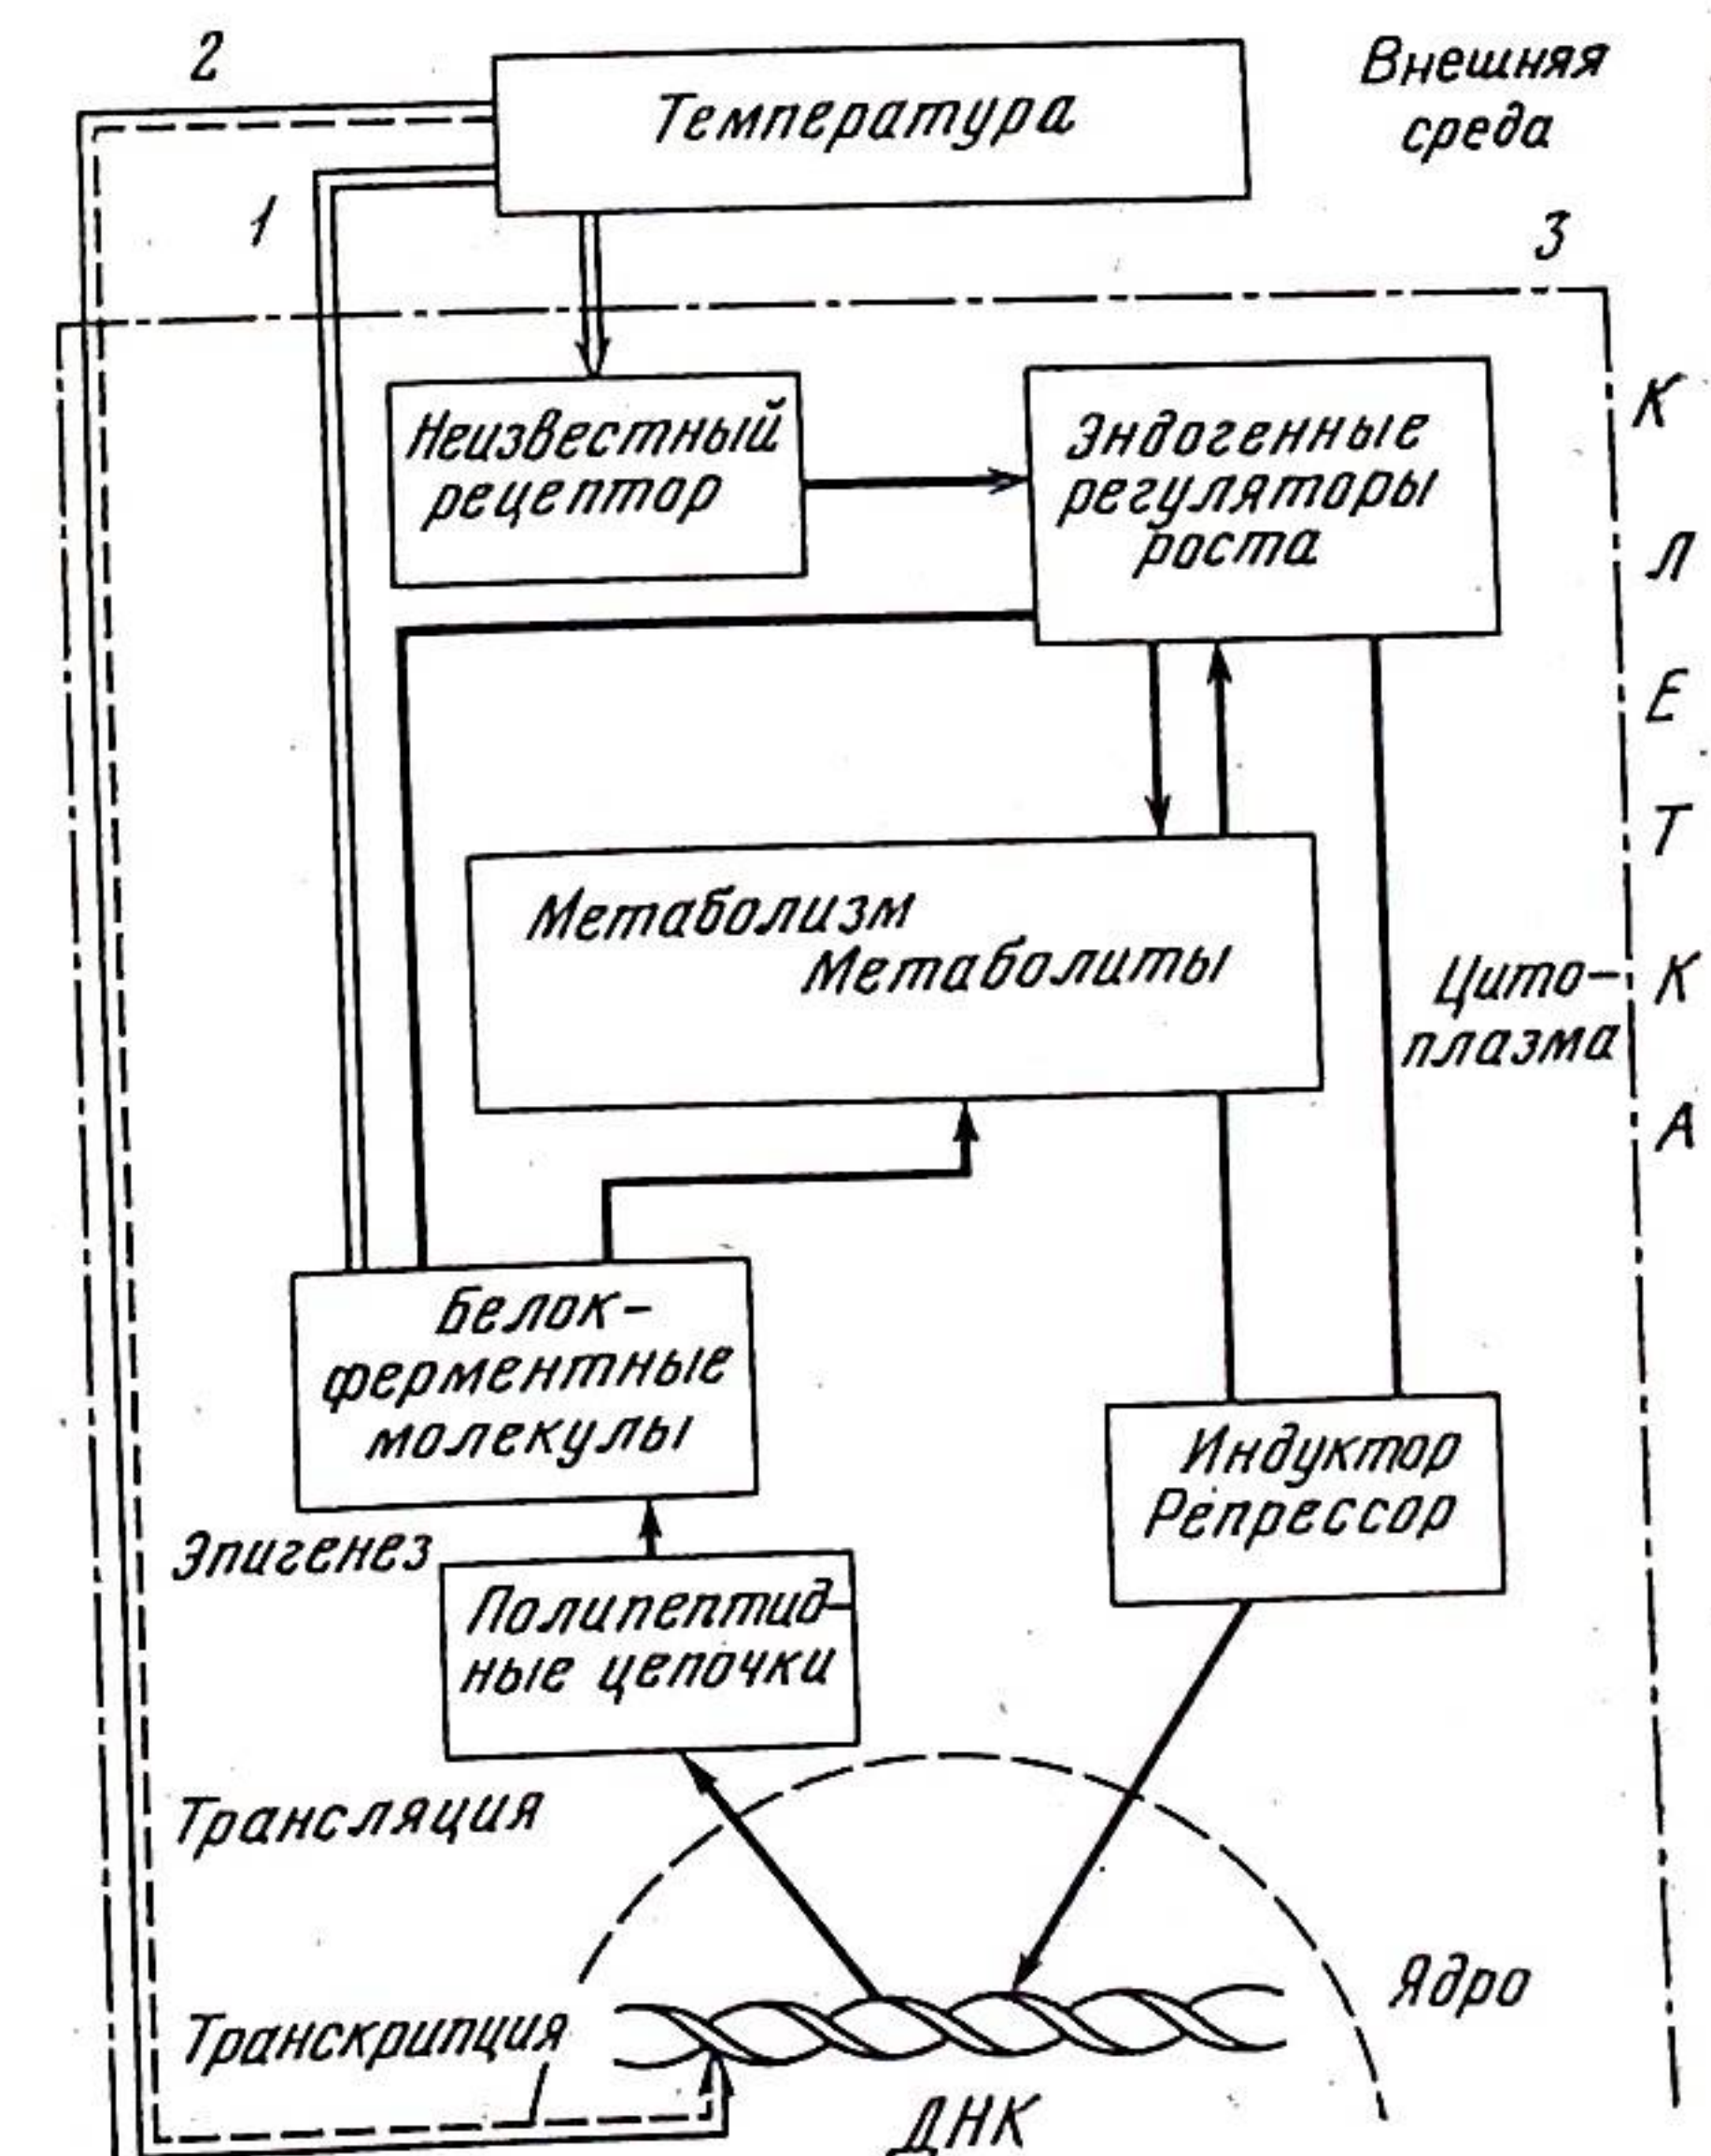 2
Температура
Внешняя
среда
1
3
Неизвестный
рецептор
Эндогенные
регуляторы
роста
К
Л
Е
Т
К
А
Метаболизм
Метаболиты
Цито-
плазма
Белок-
ферментные
молекулы
Индуктор
Репрессор
Эпигенез
Полипептид-
ные цепочки
Трансляция
Транскрипция
Ядро
ДНК